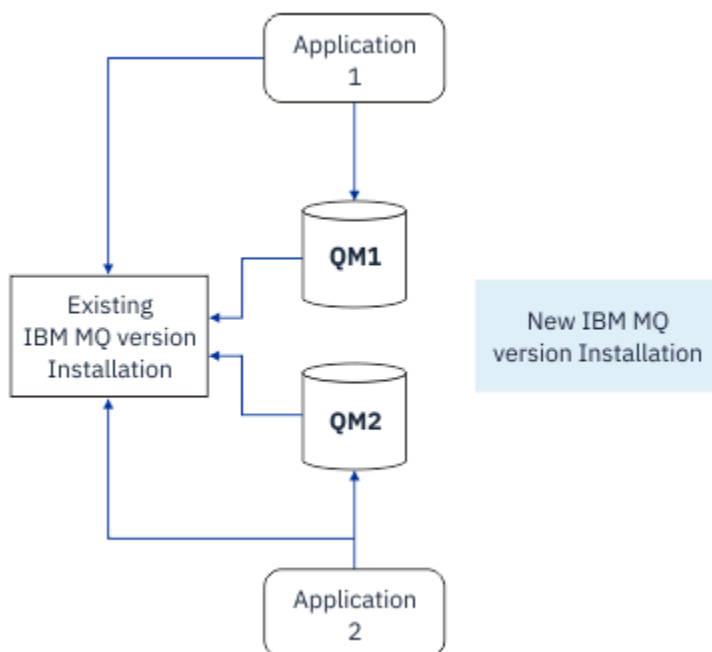 Application
1
QM1
Existing
IBM MQ version
Installation
New IBM MQ
version Installation
QM2
Application
2